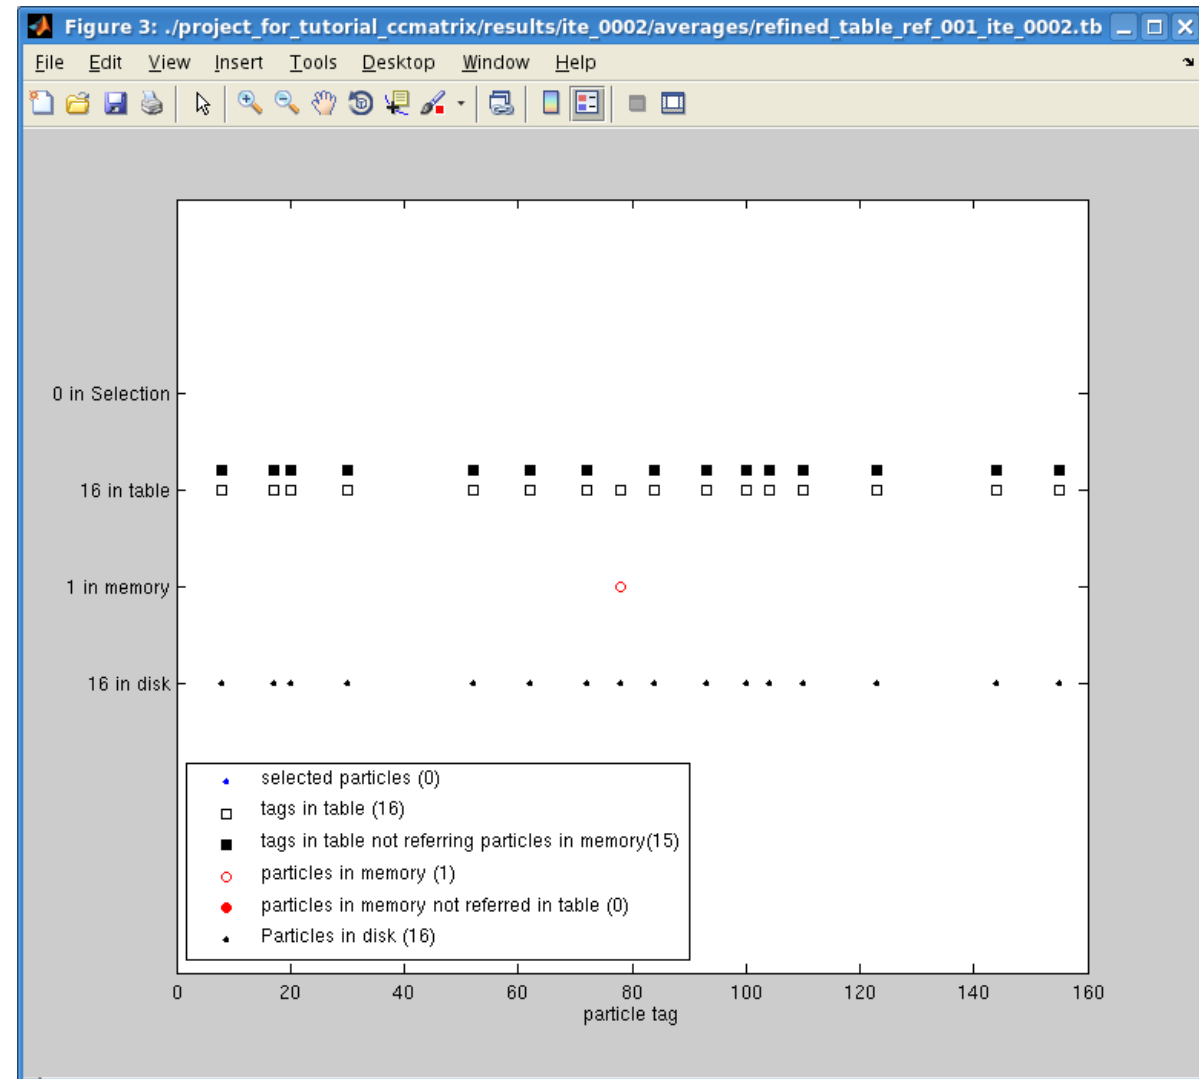 Figure 3: ./project_for_tutorial_ccmatrix/results/ite_0002/averages/refined_table_ref_001_ite_0002.tb
File Edit View Insert Tools Desktop Window Help
0 in Selection
16 in table
1 in memory
16 in disk
selected particles (0)
tags in table (16)
tags in table not referring particles in memory(15)
particles in memory (1)
particles in memory not referred in table (0)
Particles in disk (16)
0 20 40 60 80 100 120 140 160
particle tag